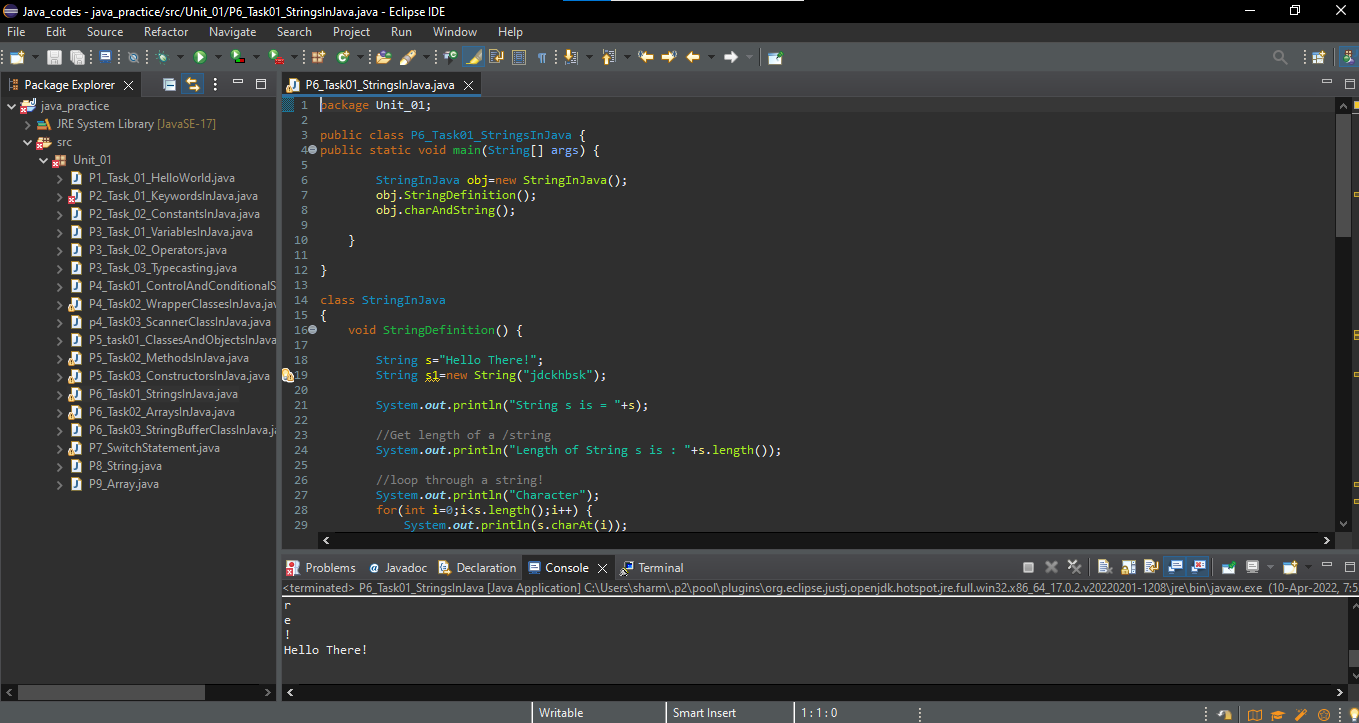 Java_codes - java_practice/src/Unit_01/P6_Task01_StringsInJava.java - Eclipse IDE
File Edit Source Refactor Navigate Search Project Run Window Help
Package Explorer
java_practice
JRE System Library [JavaSE-17]
src
Unit_01
P1_Task_01_HelloWorld.java
P2_Task_01_KeywordsInJava.java
P2_Task_02_ConstantsInJava.java
P3_Task_01_VariablesInJava.java
P3_Task_02_Operators.java
P3_Task_03_Typecasting.java
P4_Task01_ControlAndConditionalS
P4_Task02_WrapperClassesInJava.jav
p4_Task03_ScannerClassInJava.java
P5_task01_ClassesAndObjectsInJava
P5_Task02_MethodsInJava.java
P5_Task03_ConstructorsInJava.java
P6_Task01_StringsInJava.java
P6_Task02_ArraysInJava.java
P6_Task03_StringBufferClassInJava.ja
P7_SwitchStatement.java
P8_String.java
P9_Array.java
P6_Task01_StringsInJava.java
1 package Unit_01;
2
3 public class P6_Task01_StringsInJava {
4 public static void main(String[] args) {
5
6 StringInJava obj=new StringInJava();
7 obj.StringDefinition();
8 obj.charAndString();
9
10 }
11
12 }
13
14 class StringInJava
15 {
16 void StringDefinition() {
17
18 String s="Hello There!";
19 String s1=new String("jdckhbsk");
20
21 System.out.println("String s is = "+s);
22
23 //Get length of a /string
24 System.out.println("Length of String s is : "+s.length());
25
26 //loop through a string!
27 System.out.println("Character");
28 for(int i=0;i<s.length();i++) {
29 System.out.println(s.charAt(i));
Problems Javadoc Declaration Console Terminal
<terminated> P6_Task01_StringsInJava [Java Application] C:\Users\sharm\.p2\pool\plugins\org.eclipse.justj.openjdk.hotspot.jre.full.win32.x86_64_17.0.2.v20220201-1208\jre\bin\javaw.exe (10-Apr-2022, 7:5
r
e
!
Hello There!
Writable Smart Insert 1 : 1 : 0